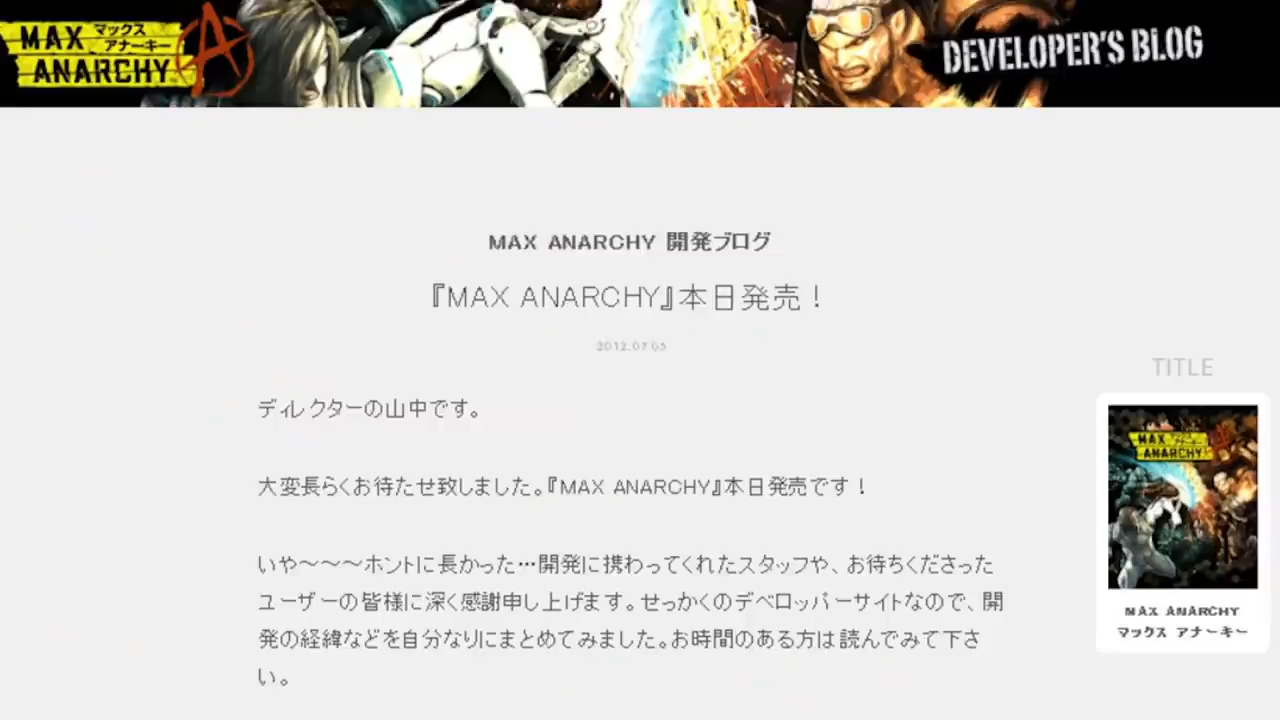 MAX マックス
アナーキー
ANARCHY
DEVELOPER'S BLOG
MAX ANARCHY 開発ブログ
『MAX ANARCHY』本日発売！
2012.07.05
TITLE
ディレクターの山中です。
大変長らくお待たせ致しました。『MAX ANARCHY』本日発売です！
いや〜〜〜ホントに長かった…開発に携わってくれたスタッフや、お待ちくださった
ユーザーの皆様に深く感謝申し上げます。せっかくのデベロッパーサイトなので、開
発の経緯などを自分なりにまとめてみました。お時間のある方は読んでみて下さ
い。
MAX
ANARCHY
MAX ANARCHY
マックス アナーキー